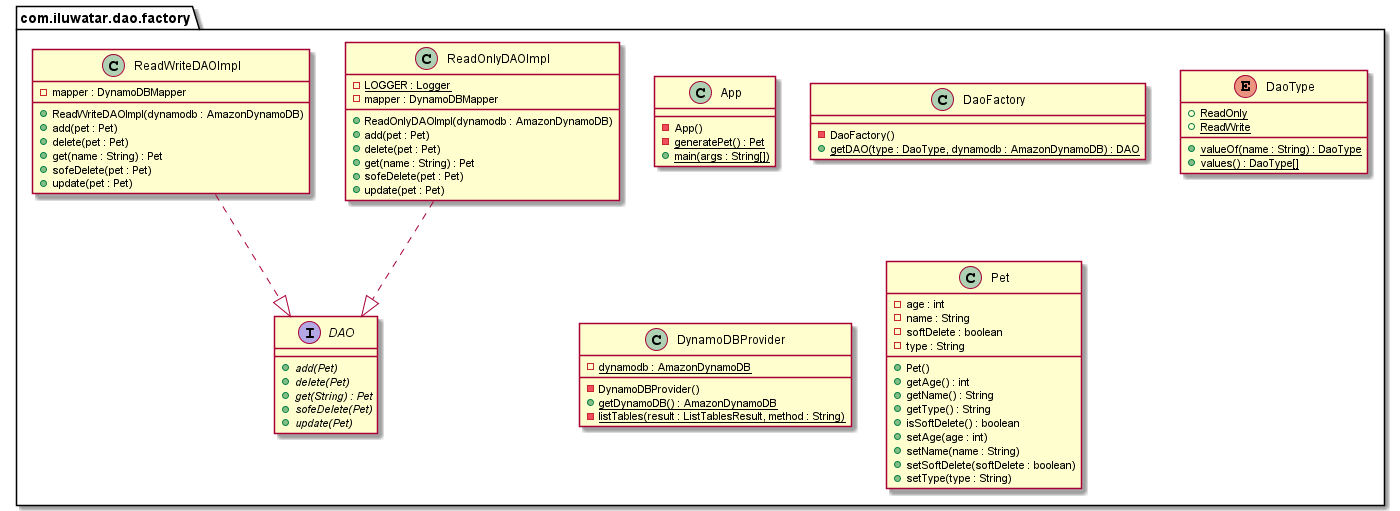 com.iluwatar.dao.factory
C ReadWriteDAOImpl
mapper : DynamoDBMapper
ReadWriteDAOImpl(dynamodb : AmazonDynamoDB)
add(pet : Pet)
delete(pet : Pet)
get(name : String) : Pet
sofeDelete(pet : Pet)
update(pet : Pet)
C ReadOnlyDAOImpl
LOGGER : Logger
mapper : DynamoDBMapper
ReadOnlyDAOImpl(dynamodb : AmazonDynamoDB)
add(pet : Pet)
delete(pet : Pet)
get(name : String) : Pet
sofeDelete(pet : Pet)
update(pet : Pet)
C App
App()
generatePet() : Pet
main(args : String[])
C DaoFactory
DaoFactory()
getDAO(type : DaoType, dynamodb : AmazonDynamoDB) : DAO
E DaoType
ReadOnly
ReadWrite
valueOf(name : String) : DaoType
values() : DaoType[]
I DAO
add(Pet)
delete(Pet)
get(String) : Pet
sofeDelete(Pet)
update(Pet)
C DynamoDBProvider
dynamodb : AmazonDynamoDB
DynamoDBProvider()
getDynamoDB() : AmazonDynamoDB
listTables(result : ListTablesResult, method : String)
C Pet
age : int
name : String
softDelete : boolean
type : String
Pet()
getAge() : int
getName() : String
getType() : String
isSoftDelete() : boolean
setAge(age : int)
setName(name : String)
setSoftDelete(softDelete : boolean)
setType(type : String)